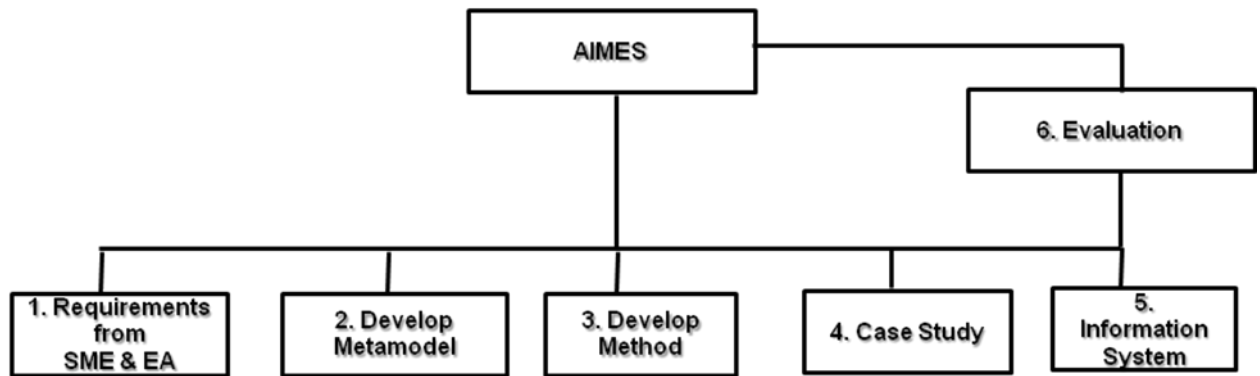 AIMES
6. Evaluation
1. Requirements
from
SME & EA
2. Develop
Metamodel
3. Develop
Method
4. Case Study
5.
Information
System